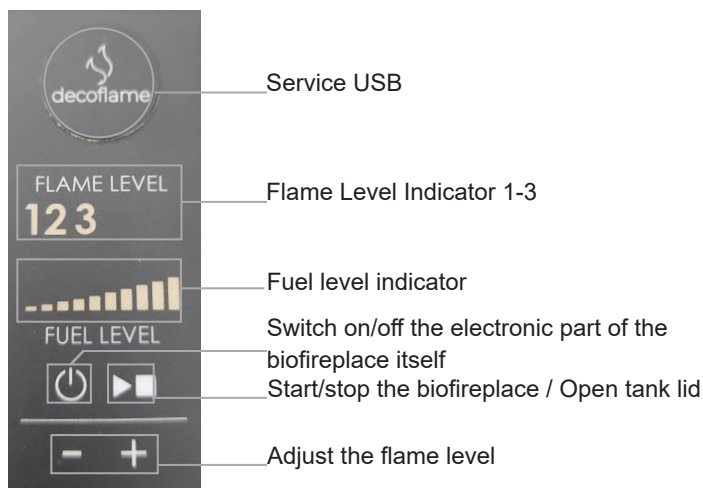 decoflame
Service USB
FLAME LEVEL
Flame Level Indicator 1-3
123
Fuel level indicator
FUEL LEVEL
Switch on/off the electronic part of the
biofireplace itself
Start/stop the biofireplace / Open tank lid
- +
Adjust the flame level